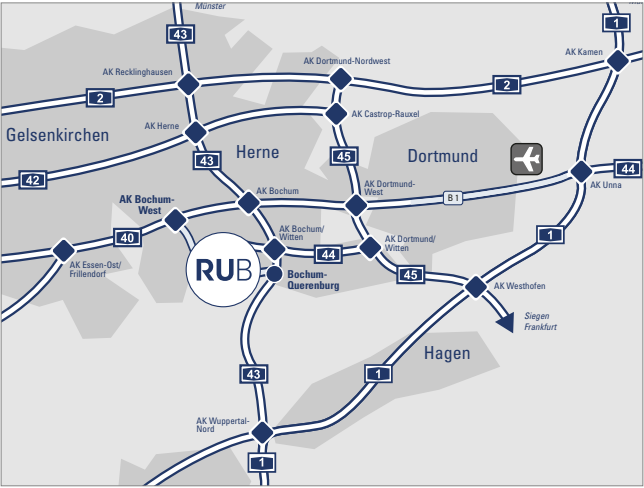 Münster
43
1
AK Kamen
AK Dortmund-Nordwest
AK Recklinghausen
2
2
Gelsenkirchen
AK Castrop-Rauxel
AK Herne
43
Herne
45
Dortmund
44
42
AK Unna
AK Dortmund-
West
AK Bochum
B 1
AK Bochum-
West
40
AK Bochum/
Witten
44
AK Dortmund/
Witten
1
AK Essen-Ost/
Frillendorf
RUB
Bochum-
Querenburg
45
AK Westhofen
Siegen
Frankfurt
Hagen
43
1
AK Wuppertal-
Nord
1